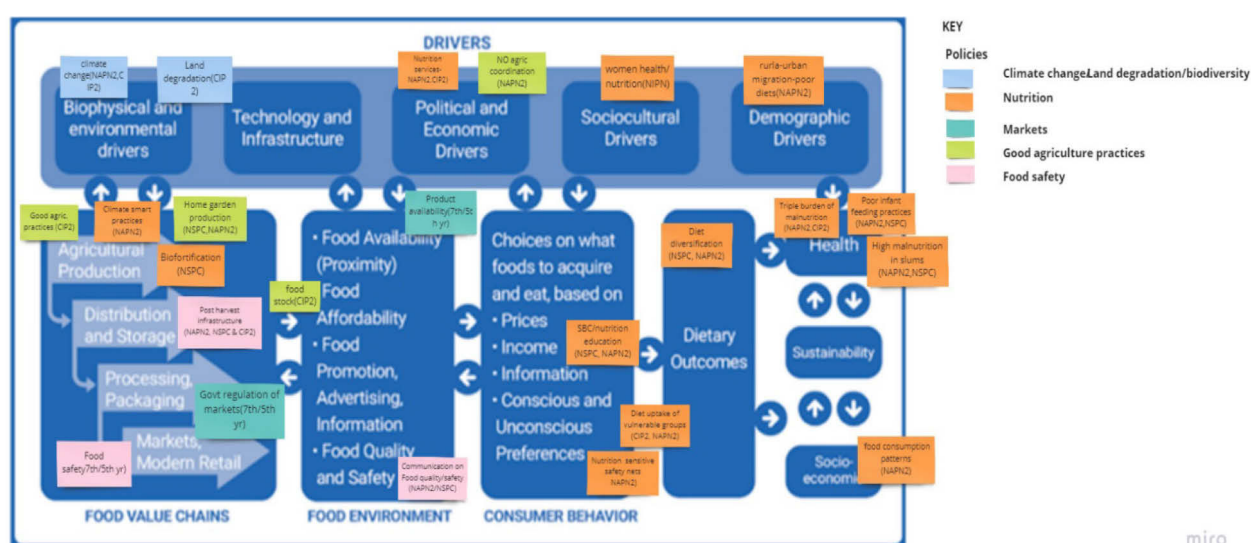 DRIVERS
climate
change(NAPN2,C
IP2)
Land
degradation(CIP
2)
Nutrition
services-
NAPN2,CIP2)
NO agric
coordination
(NAPN2)
women health/
nutrition(NIPN)
rurla-urban
migration-poor
diets(NAPN2)
Biophysical and
environmental
drivers
Technology and
Infrastructure
Political and
Economic
Drivers
Sociocultural
Drivers
Demographic
Drivers
Good agric.
practices (CIP2)
Climate smart
practices
(NAPN2)
Home garden
production
(NSPC,NAPN2)
Agricultural
Production
Biofortification
(NSPC)
Distribution
and Storage
Post harvest
infrastructure
(NAPN2, NSPC & CIP2)
Processing,
Packaging
Govt regulation of
markets(7th/5th
yr)
Markets,
Modern Retail
Food
safety7th/5th yr)
FOOD VALUE CHAINS
food
stock(CIP2)
Product
availability(7th/5t
h yr)
• Food Availability
(Proximity)
• Food
Affordability
• Food
Promotion,
Advertising,
Information
• Food Quality
and Safety
Communication on
Food quality/safety
(NAPN2/NSPC)
FOOD ENVIRONMENT
Choices on what
foods to acquire
and eat, based on
• Prices
• Income
• Information
• Conscious and
Unconscious
Preferences
SBC/nutrition
education
(NSPC, NAPN2)
Diet uptake of
vulnerable groups
(CIP2, NAPN2)
Nutrition sensitive
safety nets
NAPN2)
CONSUMER BEHAVIOR
Diet
diversification
(NSPC, NAPN2)
Dietary
Outcomes
Triple burden of
malnutrition
(NAPN2,CIP2)
Poor infant
feeding practices
(NAPN2,NSPC)
Health
High malnutrition
in slums
(NAPN2,NSPC)
Sustainability
Socio-
economic
food consumption
patterns
(NAPN2)
KEY
Policies
Climate change/Land degradation/biodiversity
Nutrition
Markets
Good agriculture practices
Food safety
miro